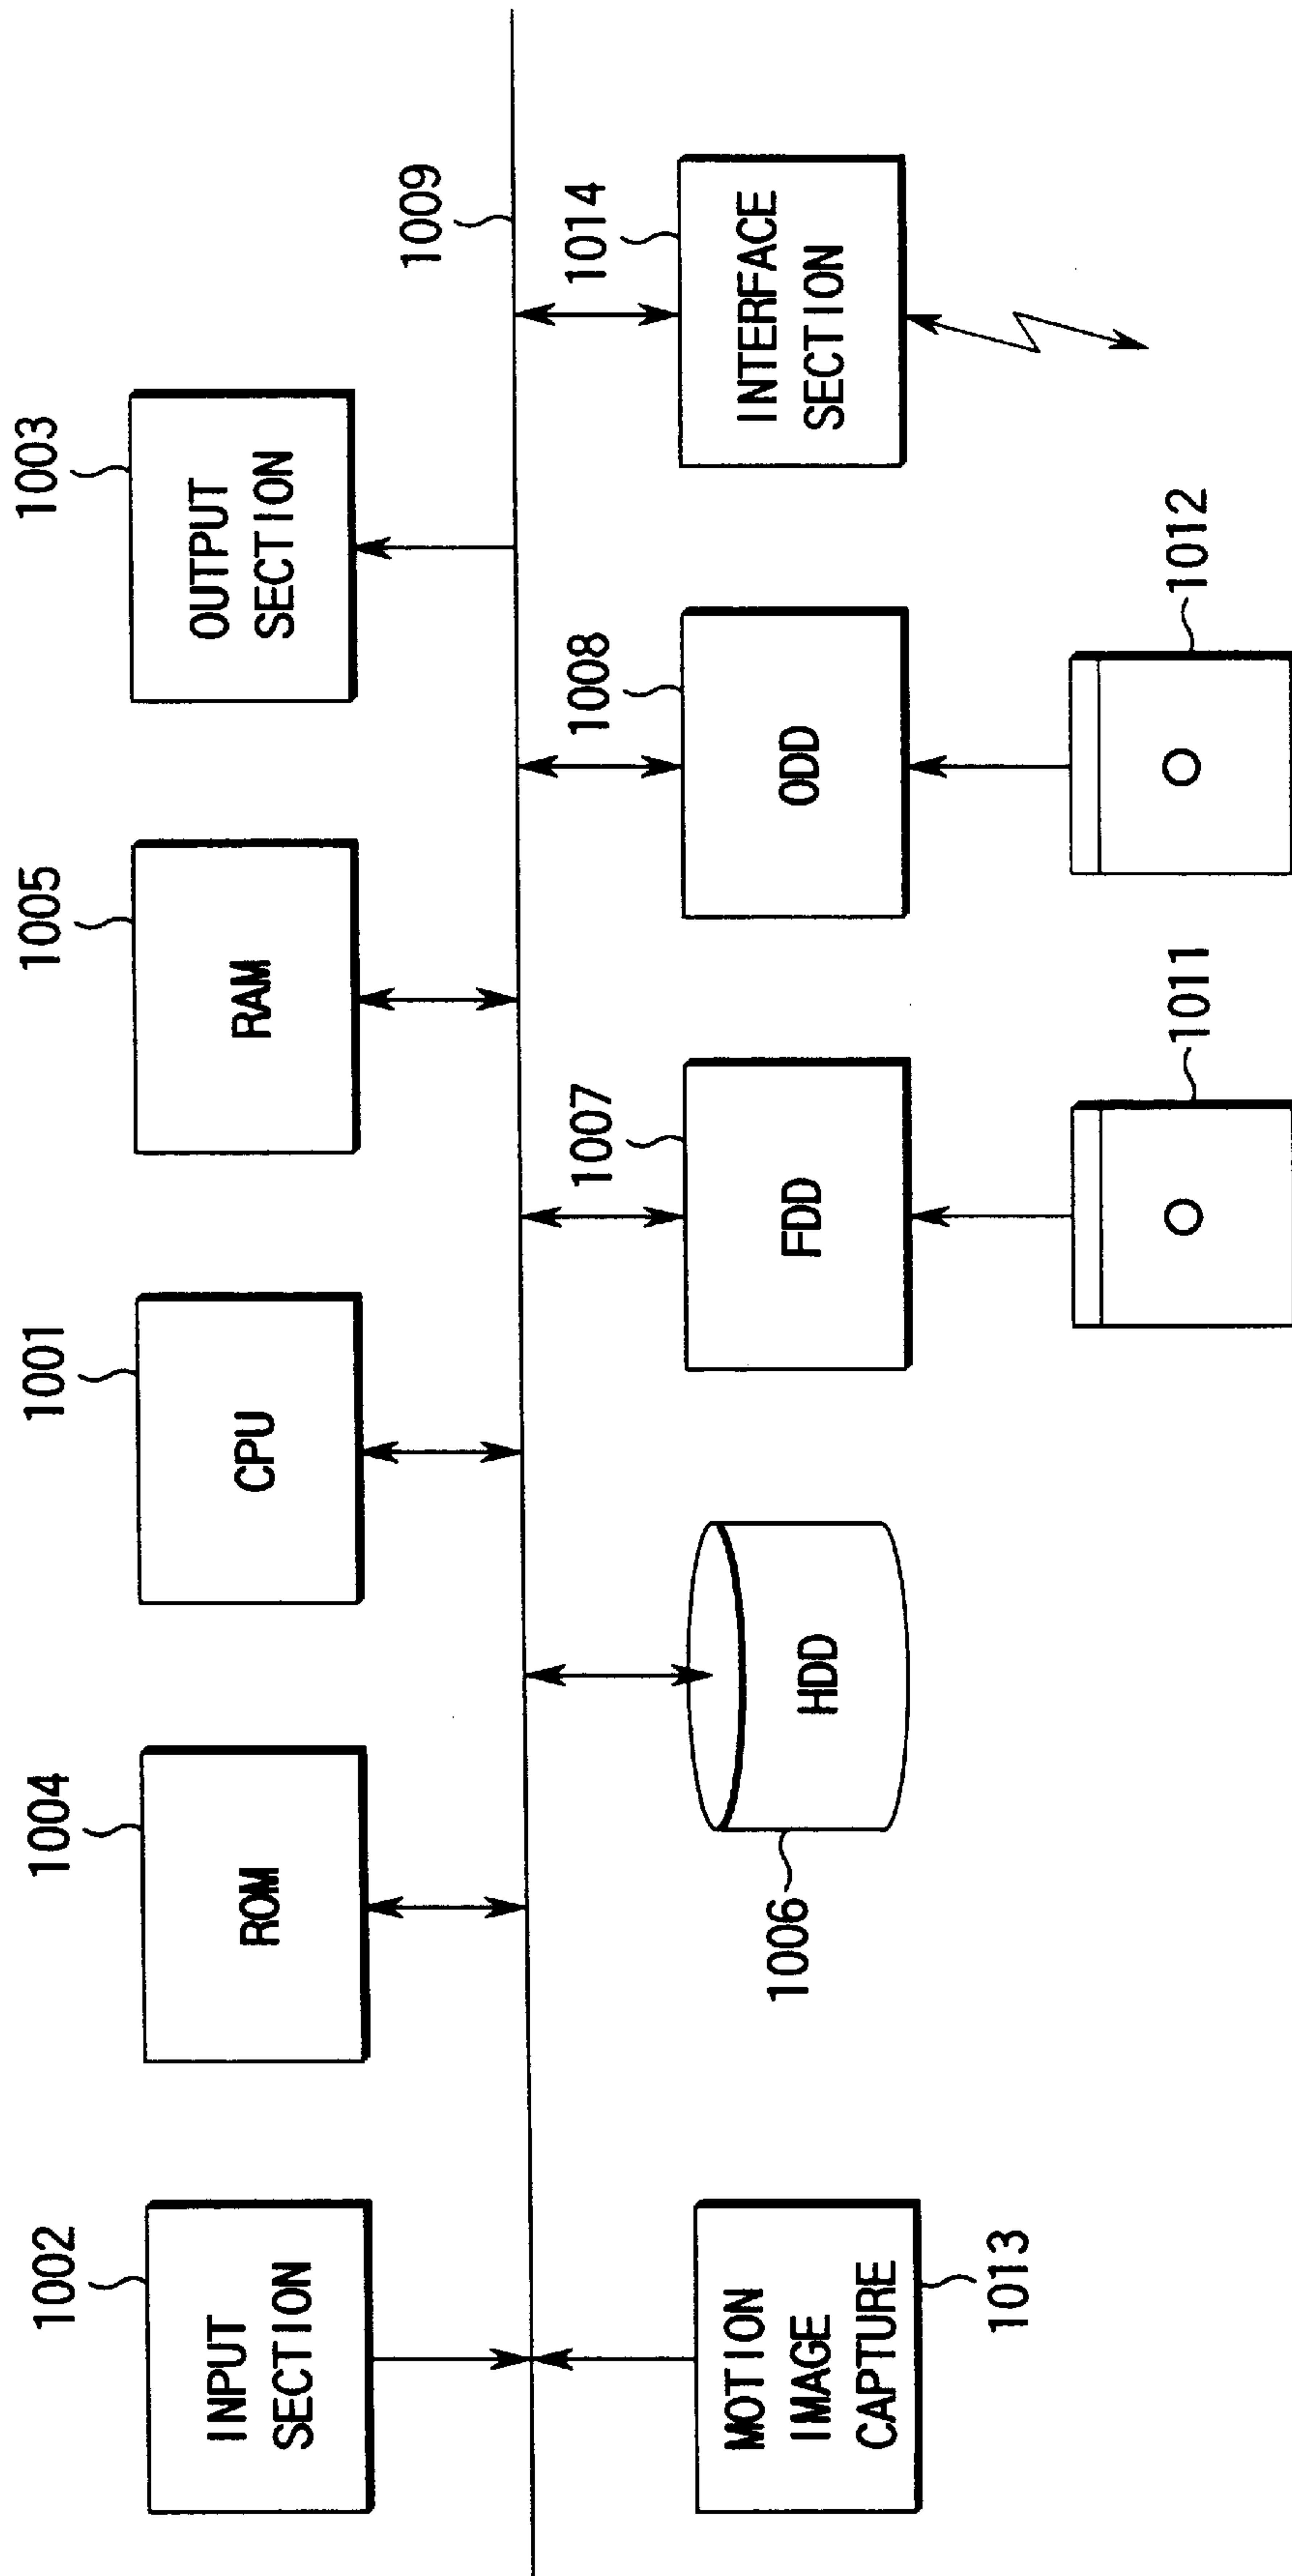 1002
INPUT
SECTION
1004
ROM
1001
CPU
1005
RAM
1003
OUTPUT
SECTION
1009
MOTION
IMAGE
CAPTURE
1013
HDD
1006
1007
FDD
1011
1008
ODD
1012
1014
INTERFACE
SECTION